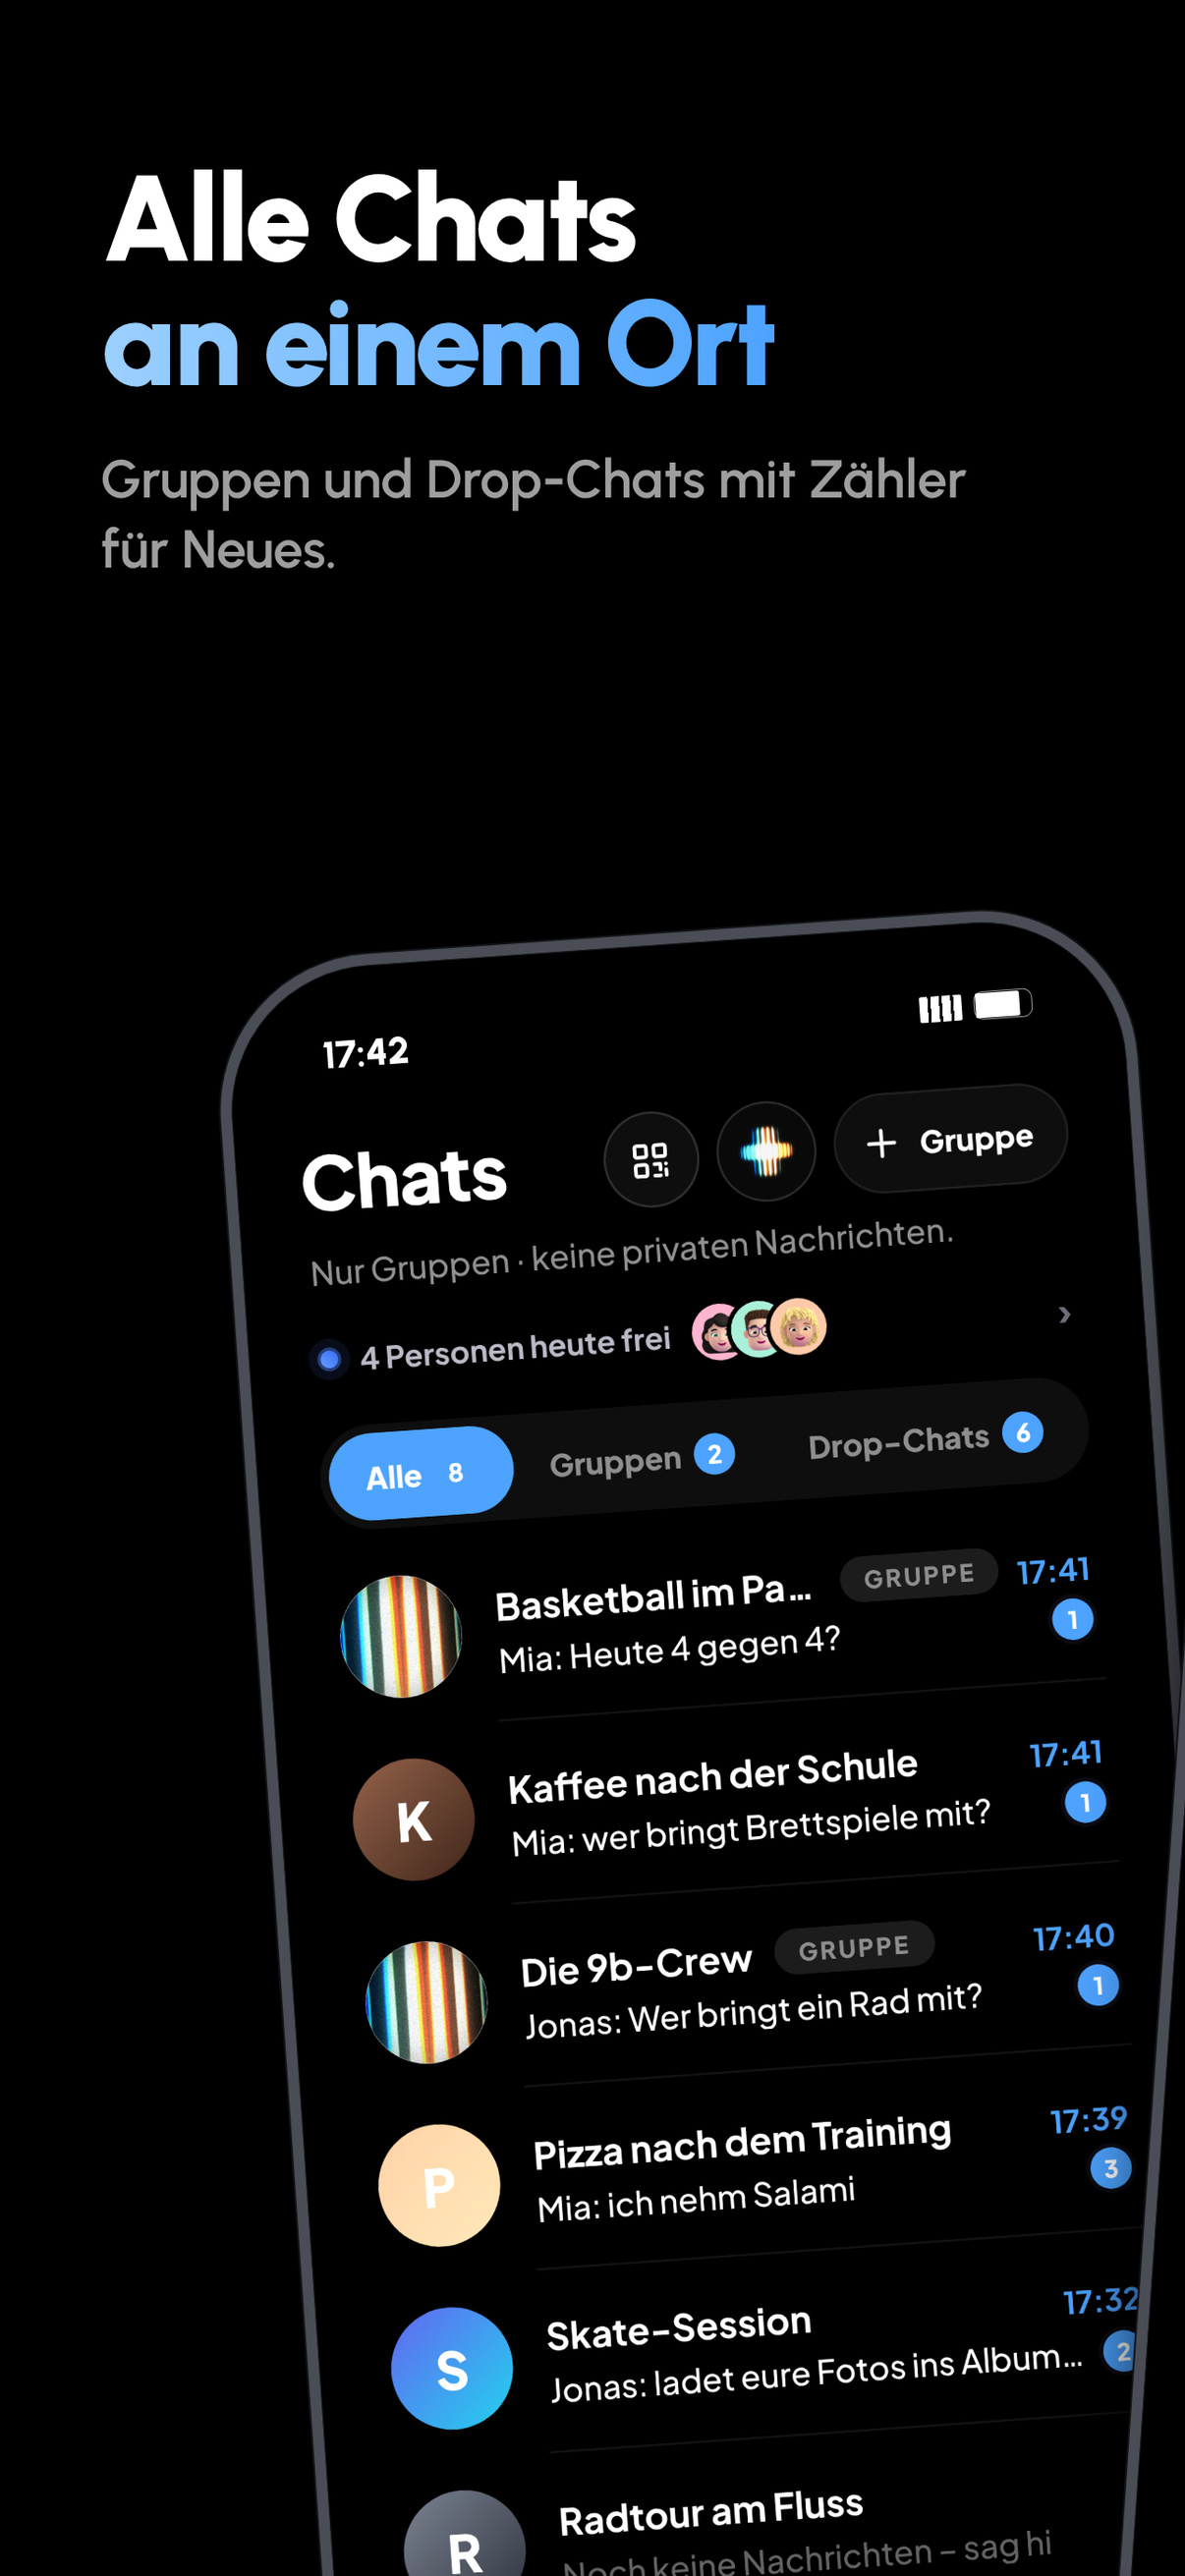 Alle Chats
an einem Ort
Gruppen und Drop-Chats mit Zähler
für Neues.
17:42
Chats
+ Gruppe
Nur Gruppen · keine privaten Nachrichten.
4 Personen heute frei ›
Alle 8 Gruppen 2 Drop-Chats 6
Basketball im Pa... GRUPPE 17:41
Mia: Heute 4 gegen 4? 1
K
Kaffee nach der Schule 17:41
Mia: wer bringt Brettspiele mit? 1
Die 9b-Crew GRUPPE 17:40
Jonas: Wer bringt ein Rad mit? 1
P
Pizza nach dem Training 17:39
Mia: ich nehm Salami 3
S
Skate-Session 17:32
Jonas: ladet eure Fotos ins Album... 2
R
Radtour am Fluss
Noch keine Nachrichten – sag hi